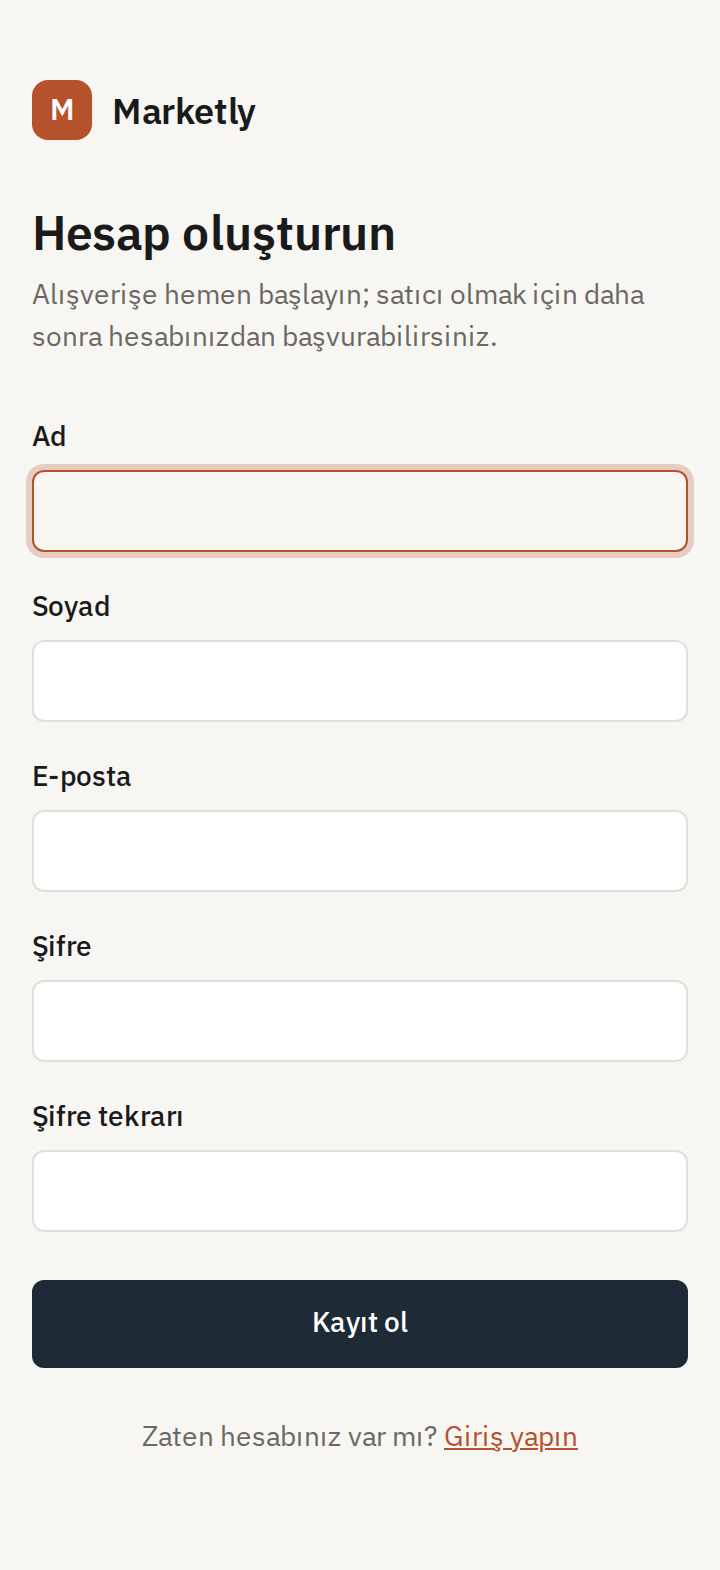 M
Marketly
Hesap oluşturun
Alışverişe hemen başlayın; satıcı olmak için daha
sonra hesabınızdan başvurabilirsiniz.
Ad
Soyad
E-posta
Şifre
Şifre tekrarı
Kayıt ol
Zaten hesabınız var mı? Giriş yapın